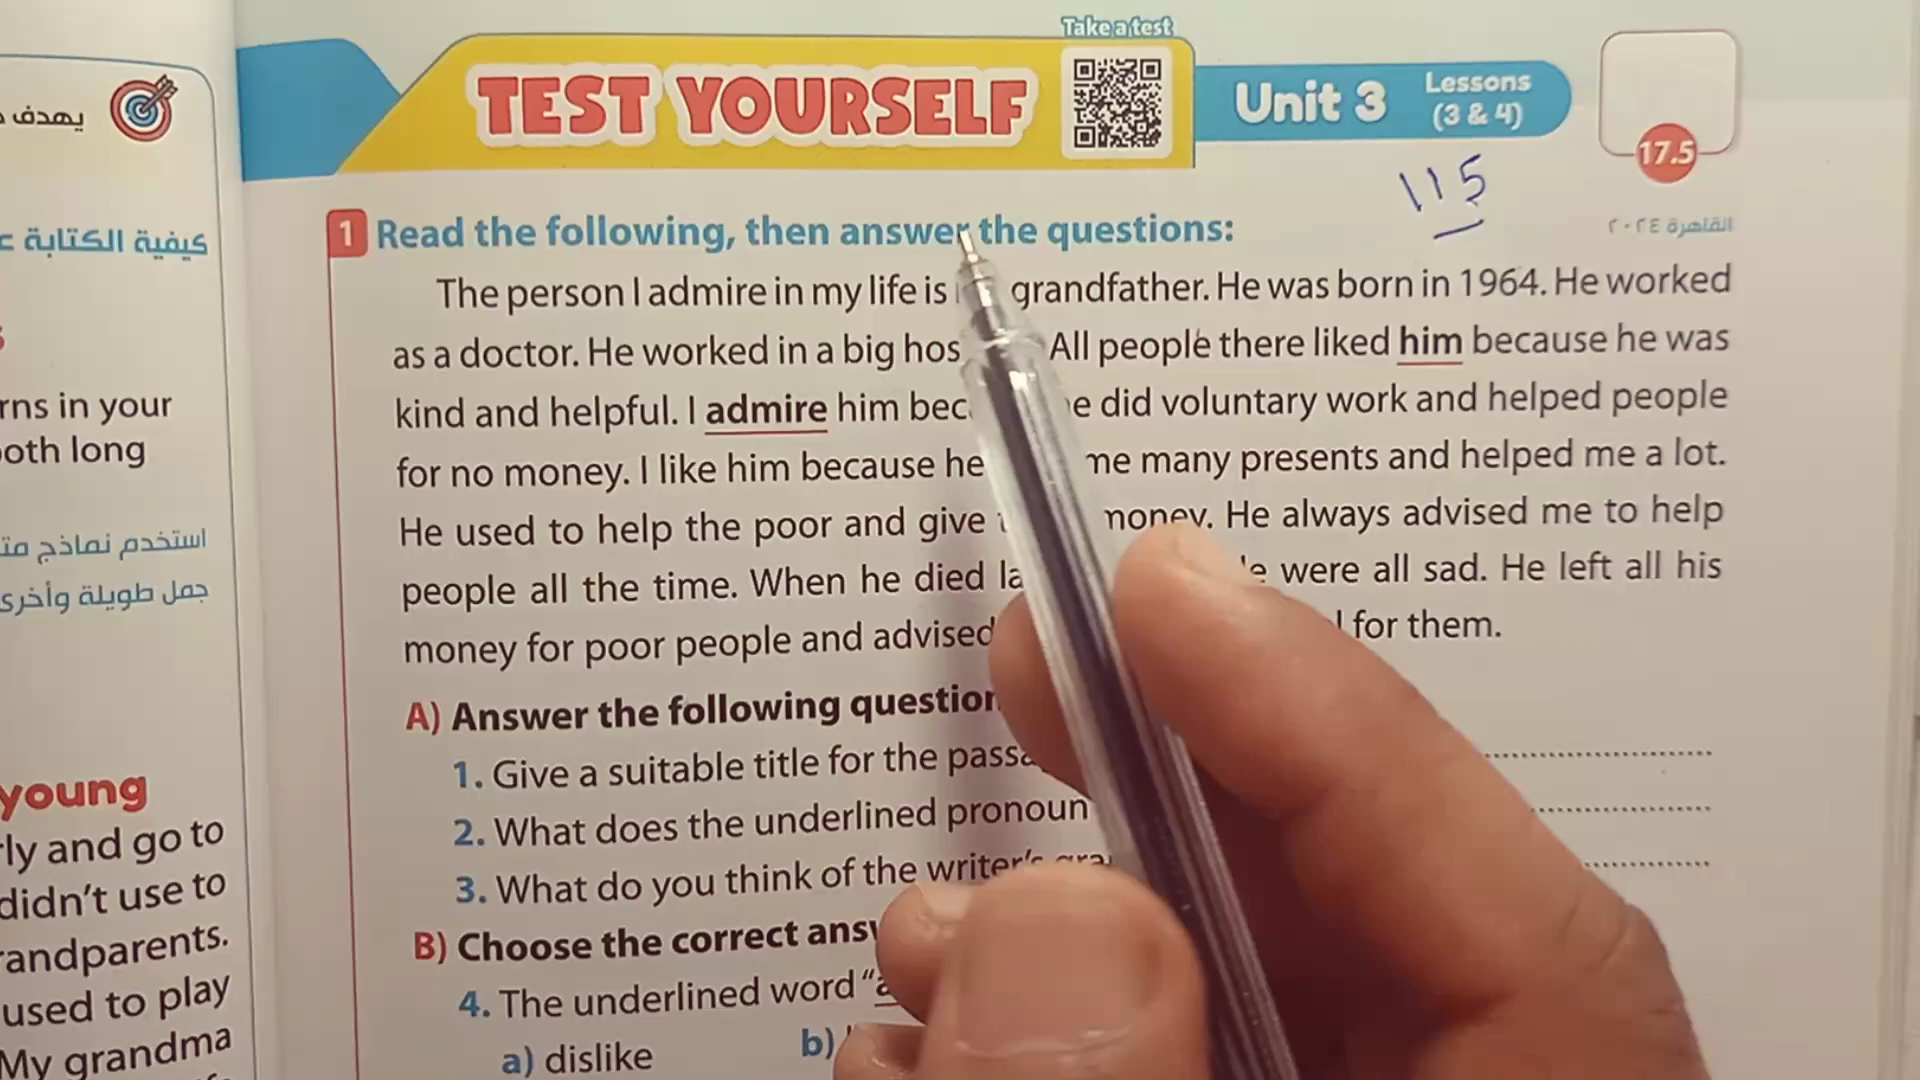 Take a test
TEST YOURSELF
Unit 3
Lessons
(3 & 4)
17.5
115
القاهرة ٢٠٢٤
1 Read the following, then answer the questions:
The person I admire in my life is grandfather. He was born in 1964. He worked
as a doctor. He worked in a big All people there liked him because he was
kind and helpful. I admire him did voluntary work and helped people
for no money. I like him because he me many presents and helped me a lot.
He used to help the poor and give money. He always advised me to help
people all the time. When he died were all sad. He left all his
money for poor people and advised for them.
A) Answer the following
1. Give a suitable title for the
2. What does the underlined pronoun
3. What do you think of the writer's
B) Choose the correct
4. The underlined word "
a) dislike
b)
يهدف
كيفية الكتابة
rns in your
oth long
استخدم نماذج
جمل طويلة وأخرى
young
rly and go to
didn't use to
randparents.
used to play
My grandma